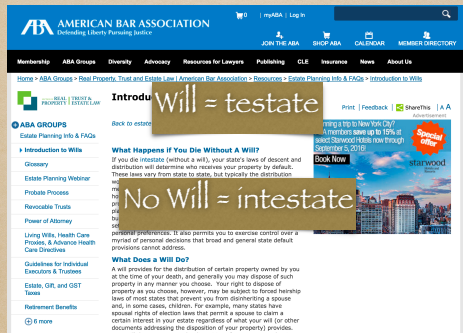 0 | myABA | Log In
ABA AMERICAN BAR ASSOCIATION
Defending Liberty Pursuing Justice
JOIN THE ABA SHOP ABA CALENDAR MEMBER DIRECTORY
Membership ABA Groups Diversity Advocacy Resources for Lawyers Publishing CLE Insurance News About Us
Home > ABA Groups > Real Property, Trust and Estate Law | American Bar Association > Resources > Estate Planning Info & FAQs > Introduction to Wills
REAL | TRUST &
PROPERTY | ESTATE LAW
Will = testate
Print | Feedback | ShareThis | A A
Advertisement
ABA GROUPS
Estate Planning Info & FAQs
Introduction to Wills
Glossary
Estate Planning Webinar
Probate Process
Revocable Trusts
Power of Attorney
Living Wills, Health Care
Proxies, & Advance Health
Care Directives
Guidelines for Individual
Executors & Trustees
Estate, Gift, and GST
Taxes
Retirement Benefits
6 more
Back to estate
What Happens if You Die Without A Will?
If you die intestate (without a will), your state's laws of descent and
distribution will determine who receives your property by default.
These laws vary from state to state, but typically the distribution
No Will = intestate
personal preferences. It also permits you to exercise control over a
myriad of personal decisions that broad and general state default
provisions cannot address.
What Does a Will Do?
A will provides for the distribution of certain property owned by you
at the time of your death, and generally you may dispose of such
property in any manner you choose. Your right to dispose of
property as you choose, however, may be subject to forced heirship
laws of most states that prevent you from disinheriting a spouse
and, in some cases, children. For example, many states have
spousal rights of election laws that permit a spouse to claim a
certain interest in your estate regardless of what your will (or other
documents addressing the disposition of your property) provides.
a trip to New York City?
members save up to 15% at
select Starwood Hotels now through
September 5, 2016!
Book Now
Special
offer
starwood